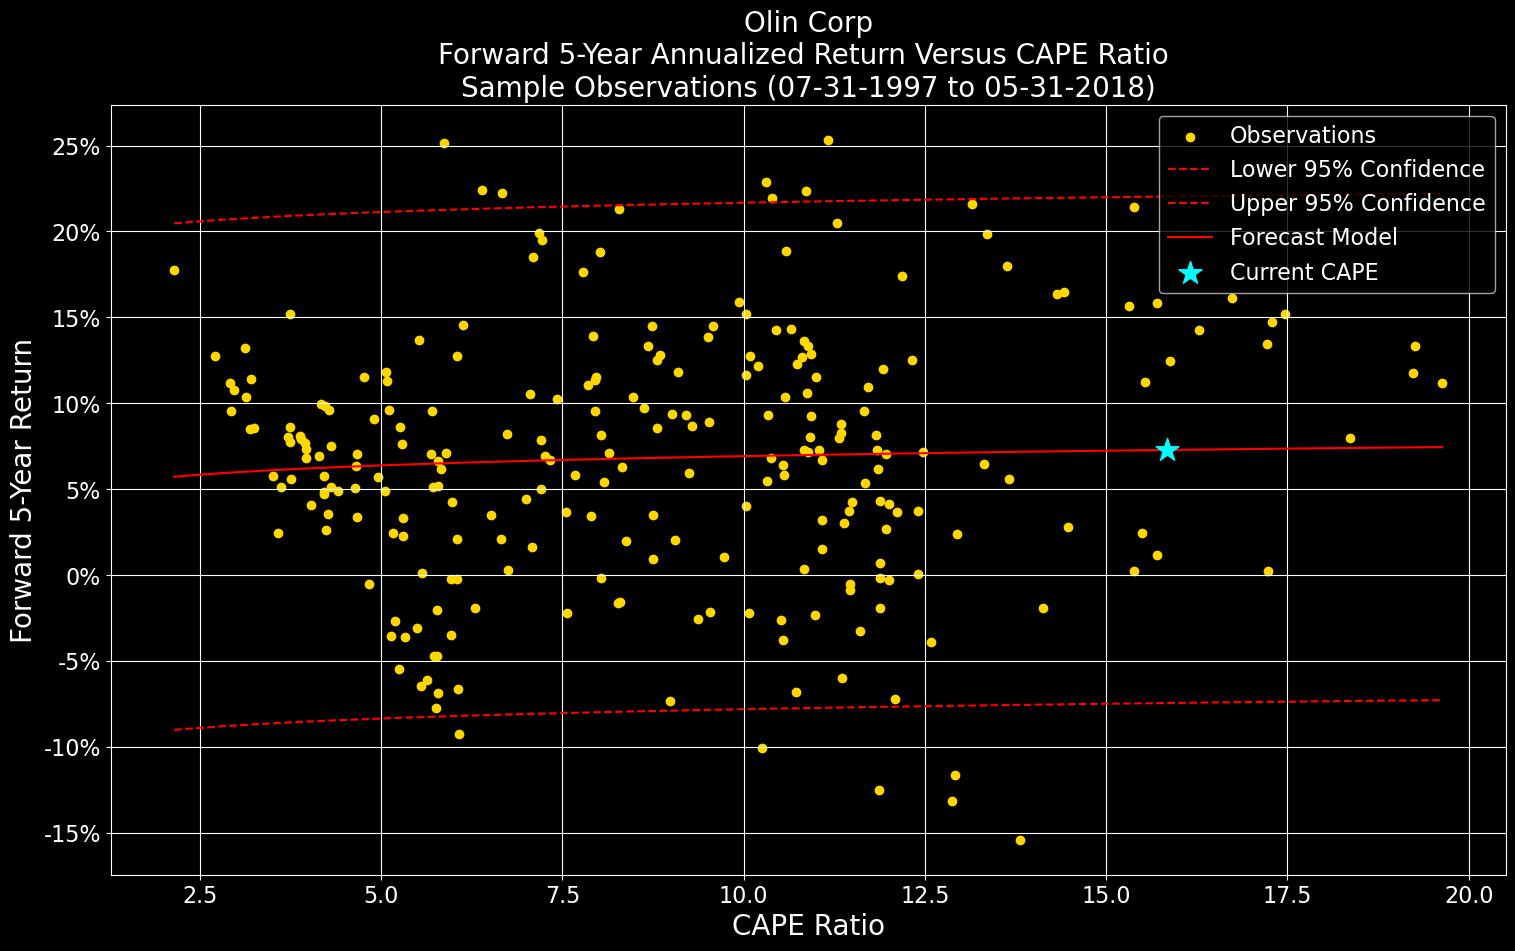 Olin Corp
Forward 5-Year Annualized Return Versus CAPE Ratio
Sample Observations (07-31-1997 to 05-31-2018)
Observations
Lower 95% Confidence
Upper 95% Confidence
Forecast Model
Current CAPE
Forward 5-Year Return
25%
20%
15%
10%
5%
0%
-5%
-10%
-15%
2.5 5.0 7.5 10.0 12.5 15.0 17.5 20.0
CAPE Ratio